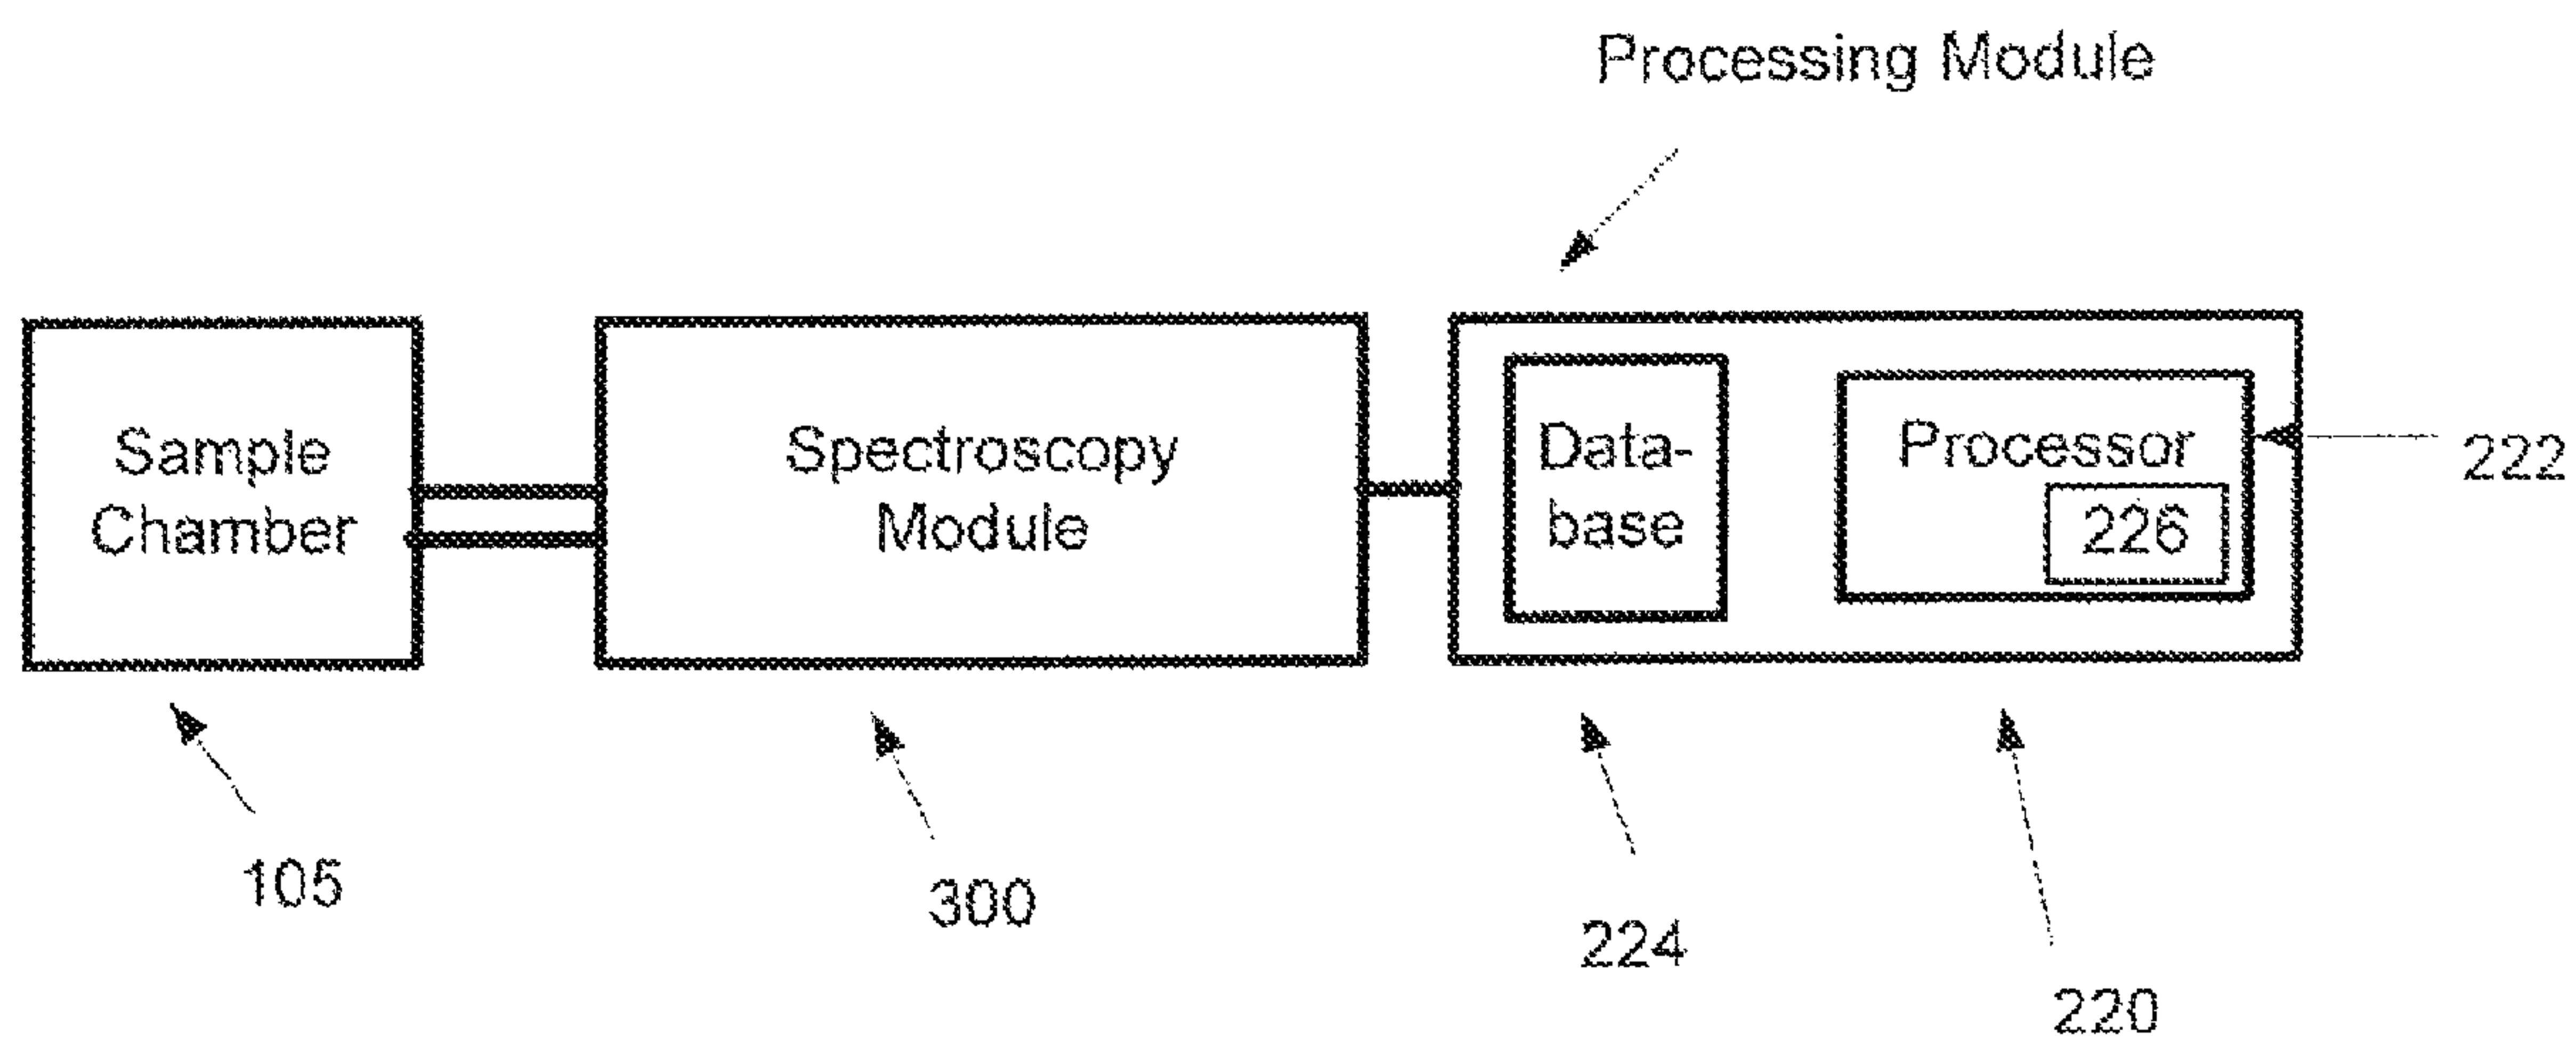 Processing Module
Sample
Chamber
Spectroscopy
Module
Data-
base
Processor
226
222
105
300
224
220